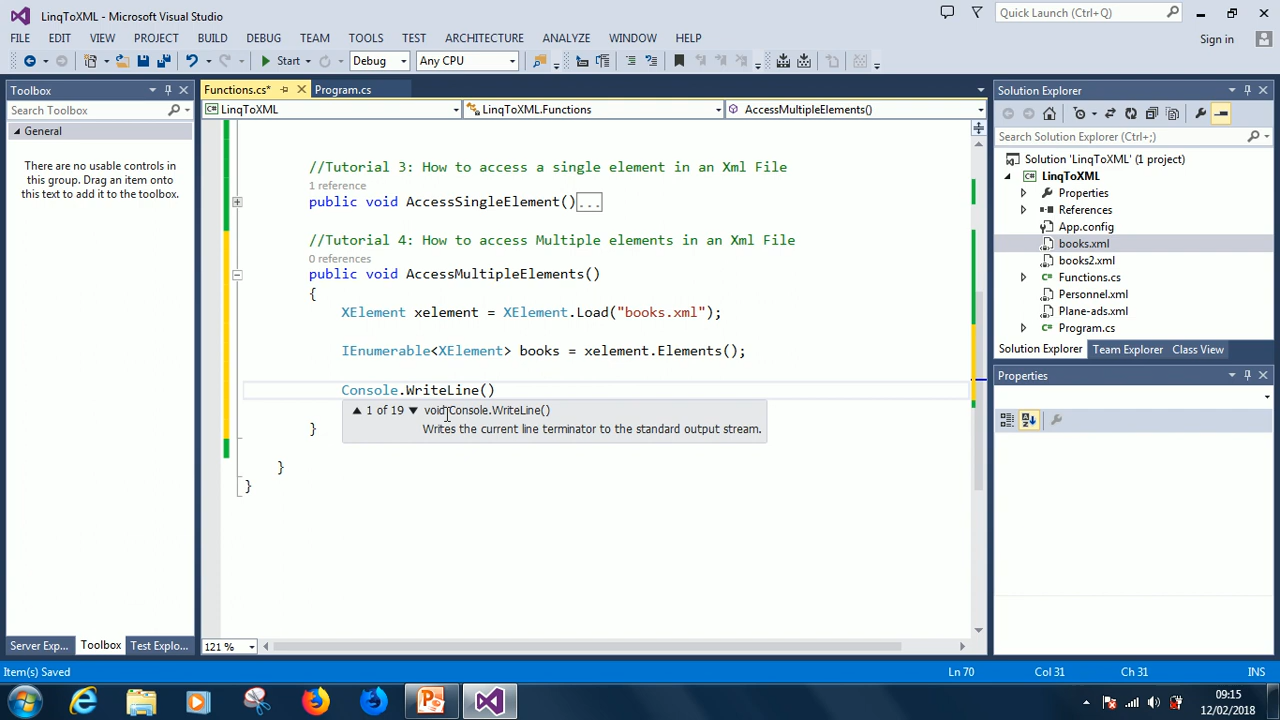 LinqToXML - Microsoft Visual Studio
Quick Launch (Ctrl+Q)
FILE EDIT VIEW PROJECT BUILD DEBUG TEAM TOOLS TEST ARCHITECTURE ANALYZE WINDOW HELP
Sign in
Start Debug Any CPU
Toolbox
Search Toolbox
General
There are no usable controls in
this group. Drag an item onto
this text to add it to the toolbox.
Server Exp... Toolbox Test Explo...
Functions.cs* Program.cs
LinqToXML LinqToXML.Functions AccessMultipleElements()
//Tutorial 3: How to access a single element in an Xml File
1 reference
public void AccessSingleElement()...
//Tutorial 4: How to access Multiple elements in an Xml File
0 references
public void AccessMultipleElements()
{
XElement xelement = XElement.Load("books.xml");
IEnumerable<XElement> books = xelement.Elements();
Console.WriteLine()
1 of 19 void Console.WriteLine()
Writes the current line terminator to the standard output stream.
}
}
}
121 %
Solution Explorer
Search Solution Explorer (Ctrl+;)
Solution 'LinqToXML' (1 project)
LinqToXML
Properties
References
App.config
books.xml
books2.xml
Functions.cs
Personnel.xml
Plane-ads.xml
Program.cs
Solution Explorer Team Explorer Class View
Properties
Item(s) Saved Ln 70 Col 31 Ch 31 INS
09:15
12/02/2018